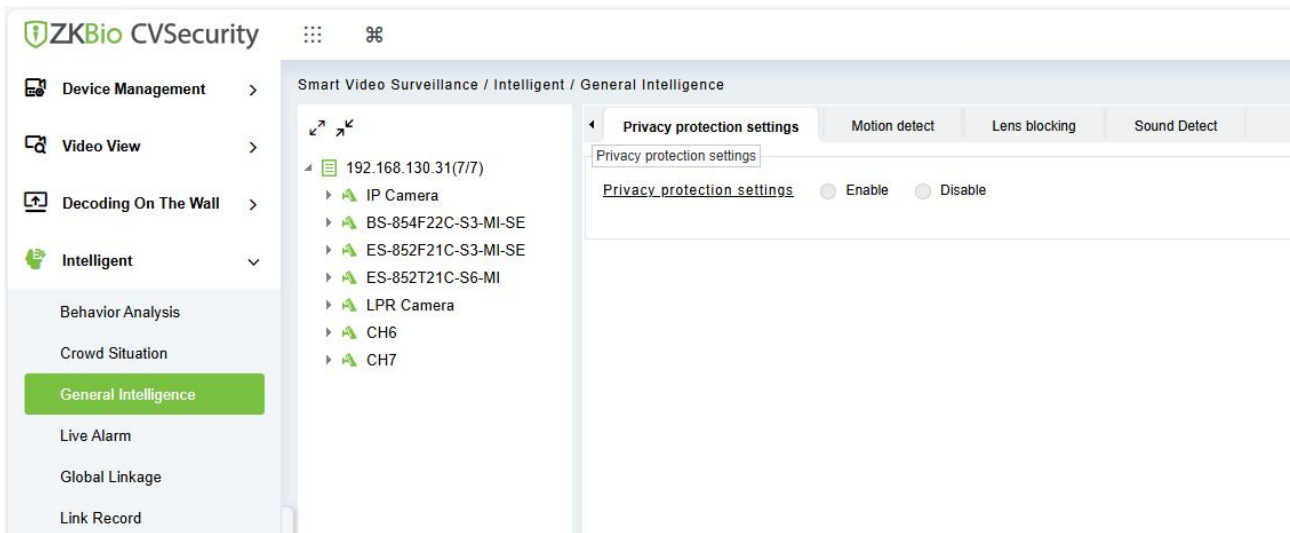 ZKBio CVSecurity
Device Management
Video View
Decoding On The Wall
Intelligent
Behavior Analysis
Crowd Situation
General Intelligence
Live Alarm
Global Linkage
Link Record
Smart Video Surveillance / Intelligent / General Intelligence
192.168.130.31(7/7)
IP Camera
BS-854F22C-S3-MI-SE
ES-852F21C-S3-MI-SE
ES-852T21C-S6-MI
LPR Camera
CH6
CH7
Privacy protection settings Motion detect Lens blocking Sound Detect
Privacy protection settings
Privacy protection settings Enable Disable